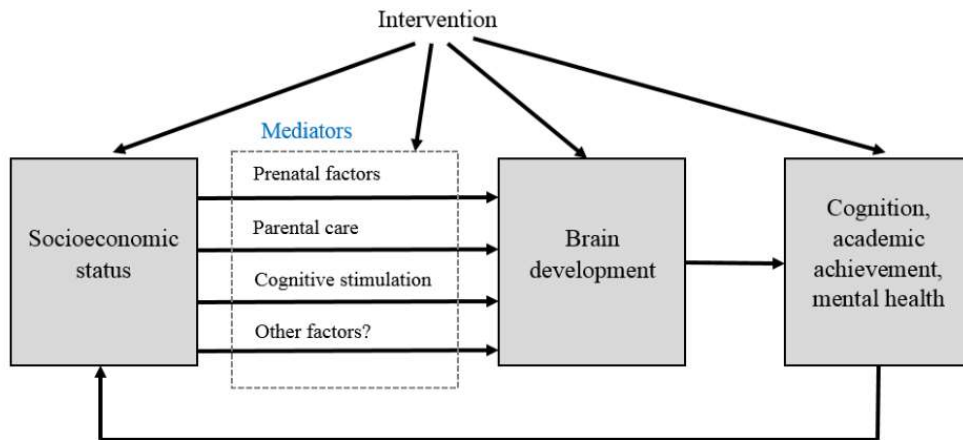 Intervention
Mediators
Prenatal factors
Parental care
Cognitive stimulation
Other factors?
Socioeconomic
status
Brain
development
Cognition,
academic
achievement,
mental health